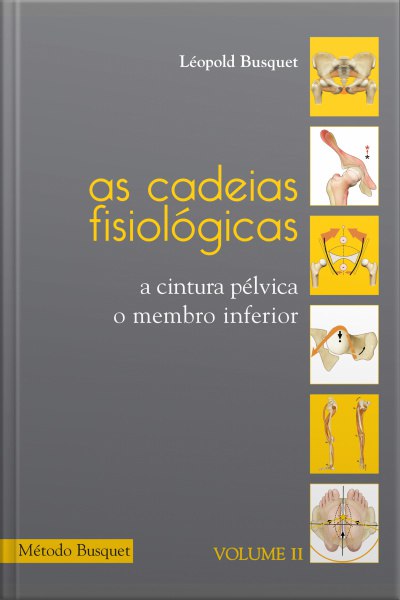 Léopold Busquet
as cadeias
fisiológicas
a cintura pélvica
o membro inferior
Método Busquet
VOLUME II